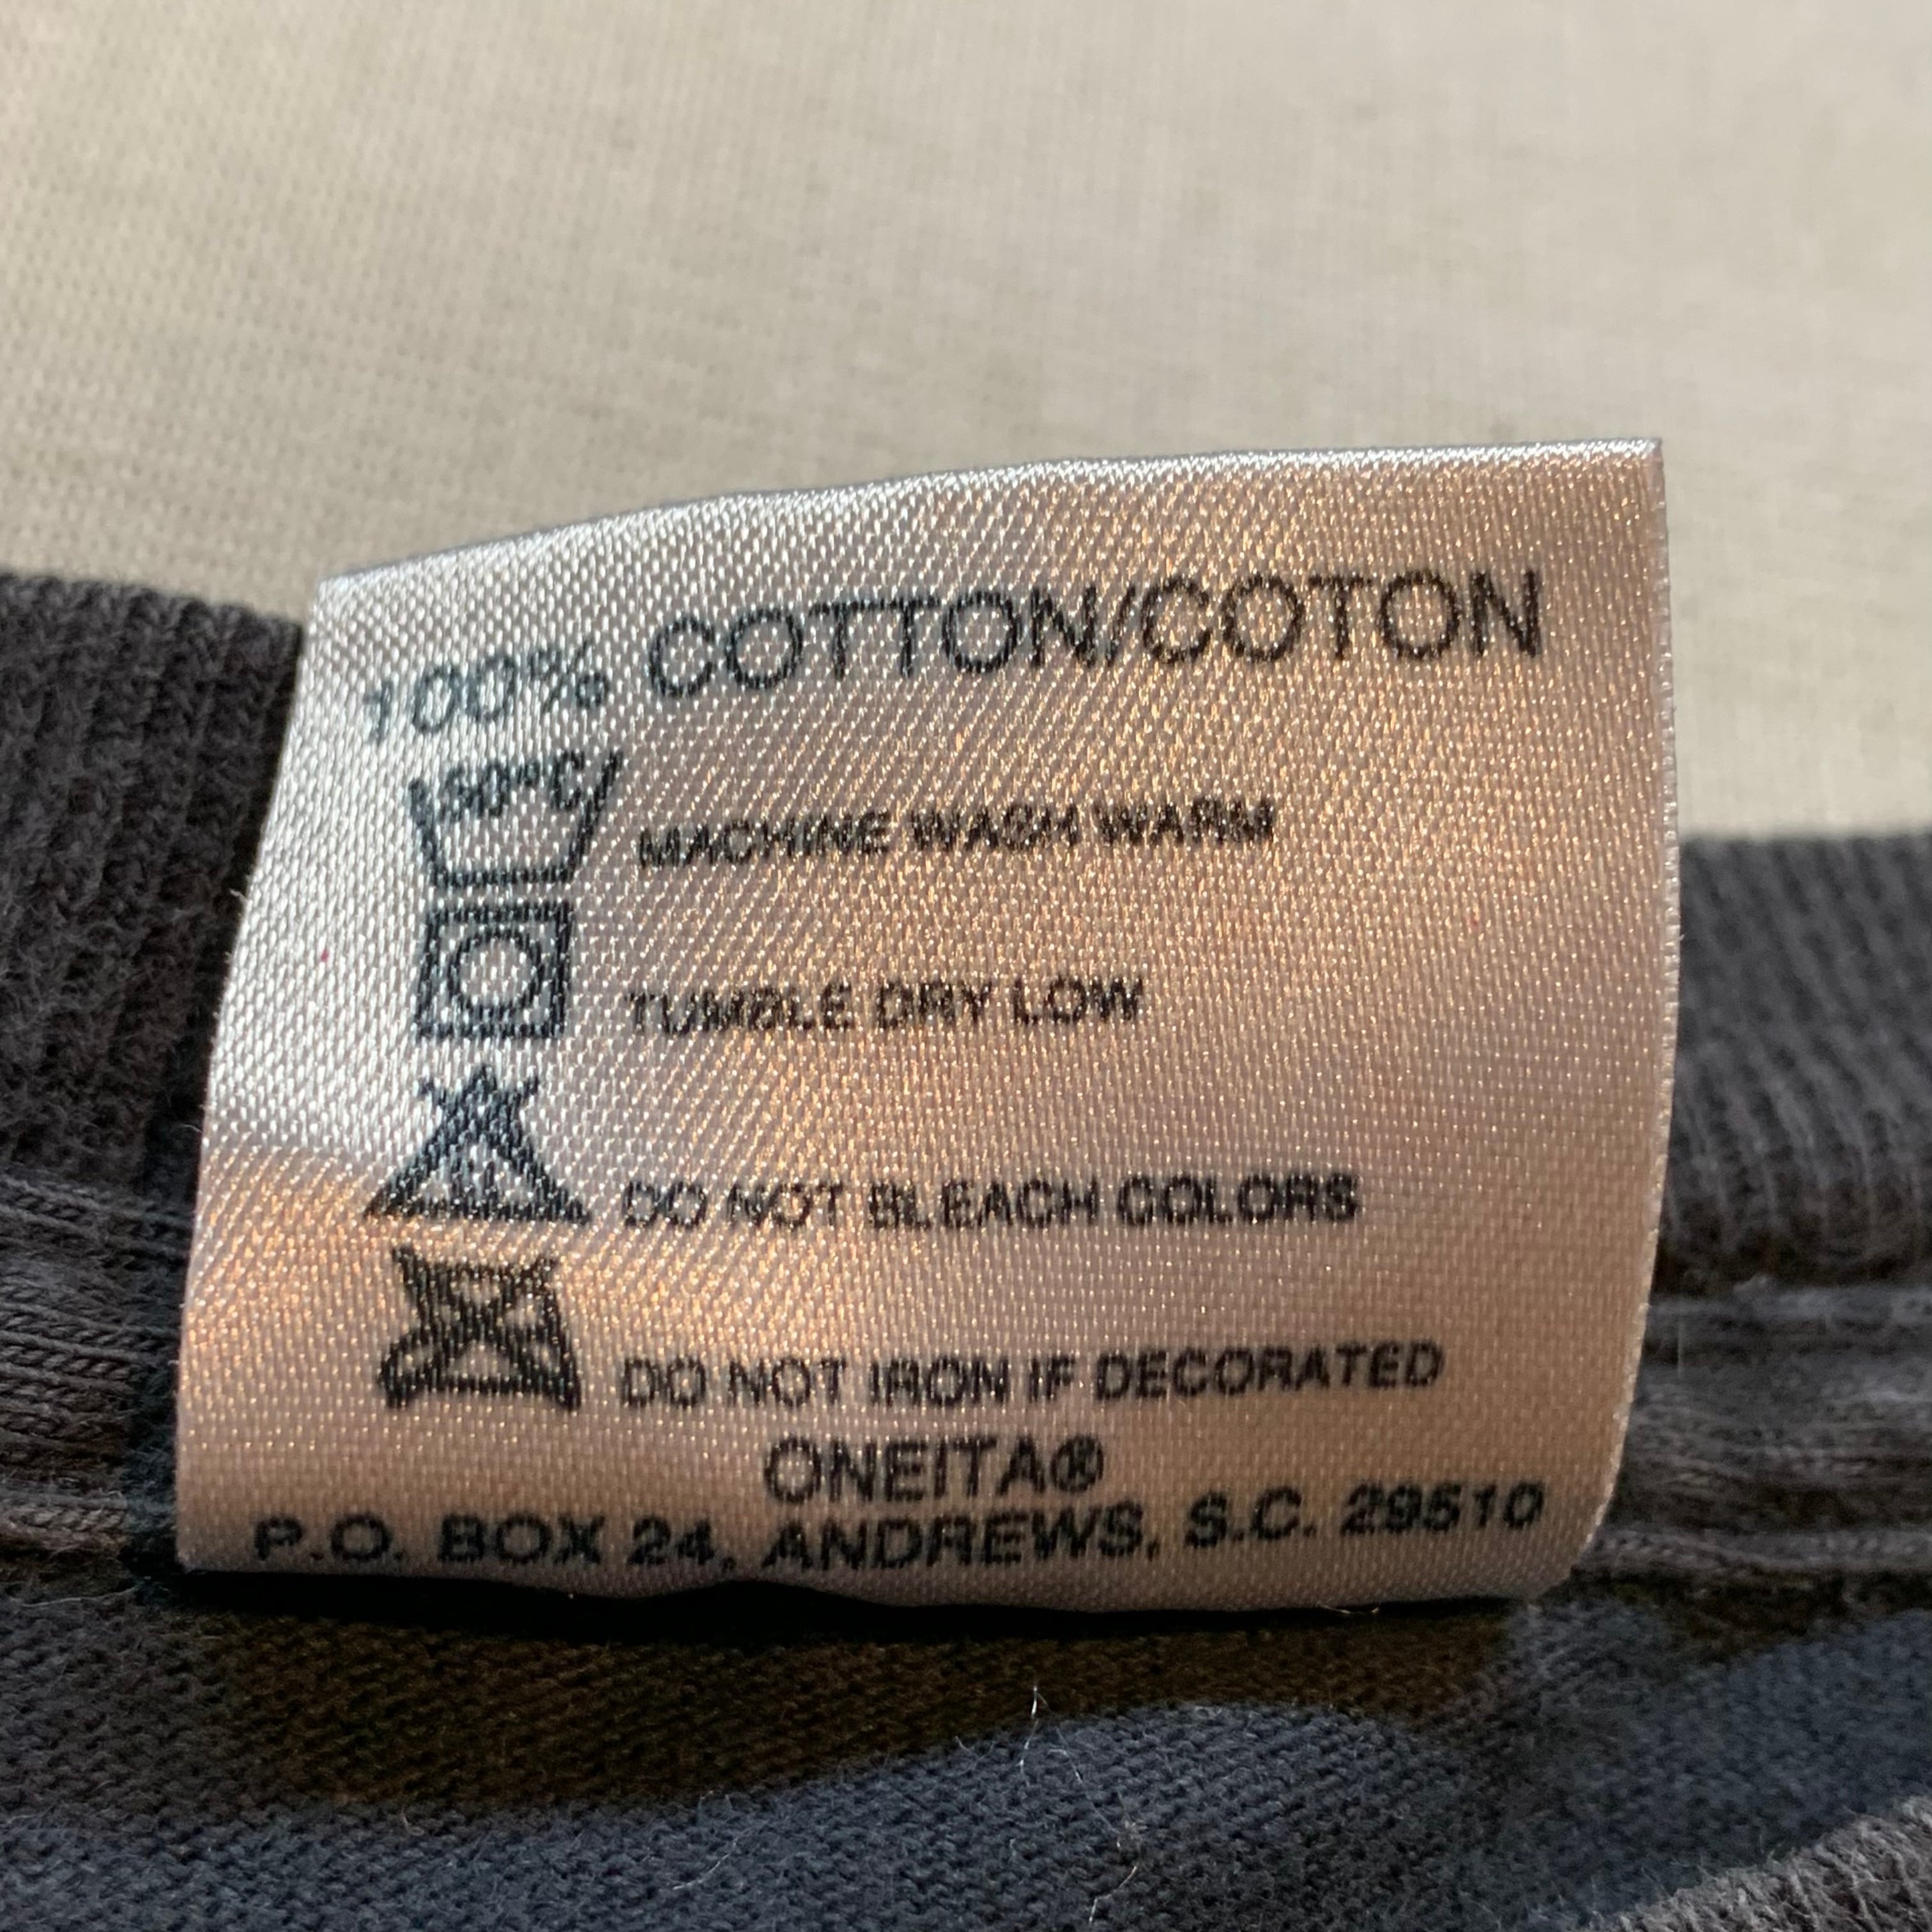 100% COTTON/COTON
MACHINE WASH WARM
TUMBLE DRY LOW
DO NOT BLEACH COLORS
DO NOT IRON IF DECORATED
ONEITA®
P.O. BOX 24, ANDREWS, S.C. 29510